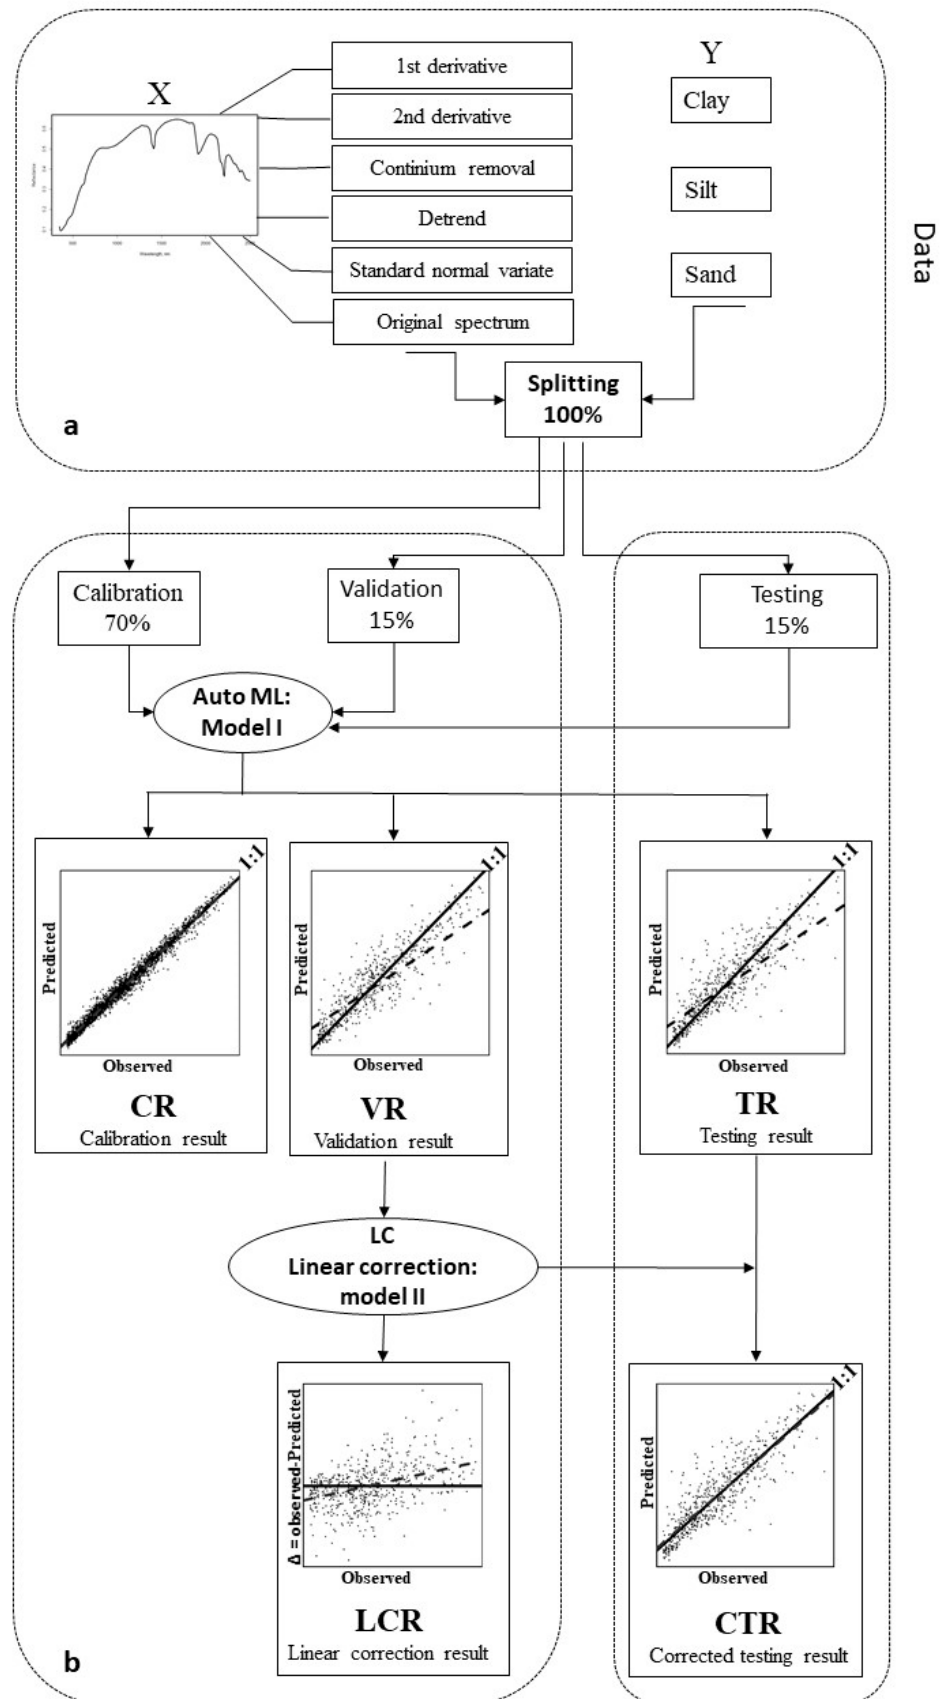 X
Y
1st derivative
2nd derivative
Continium removal
Detrend
Standard normal variate
Original spectrum
Clay
Silt
Sand
Data
Splitting
100%
a
Calibration
70%
Validation
15%
Testing
15%
Auto ML:
Model I
1:1
Predicted
Observed
CR
Calibration result
1:1
Predicted
Observed
VR
Validation result
1:1
Predicted
Observed
TR
Testing result
LC
Linear correction:
model II
Δ = observed-Predicted
Observed
LCR
Linear correction result
1:1
Predicted
Observed
CTR
Corrected testing result
b